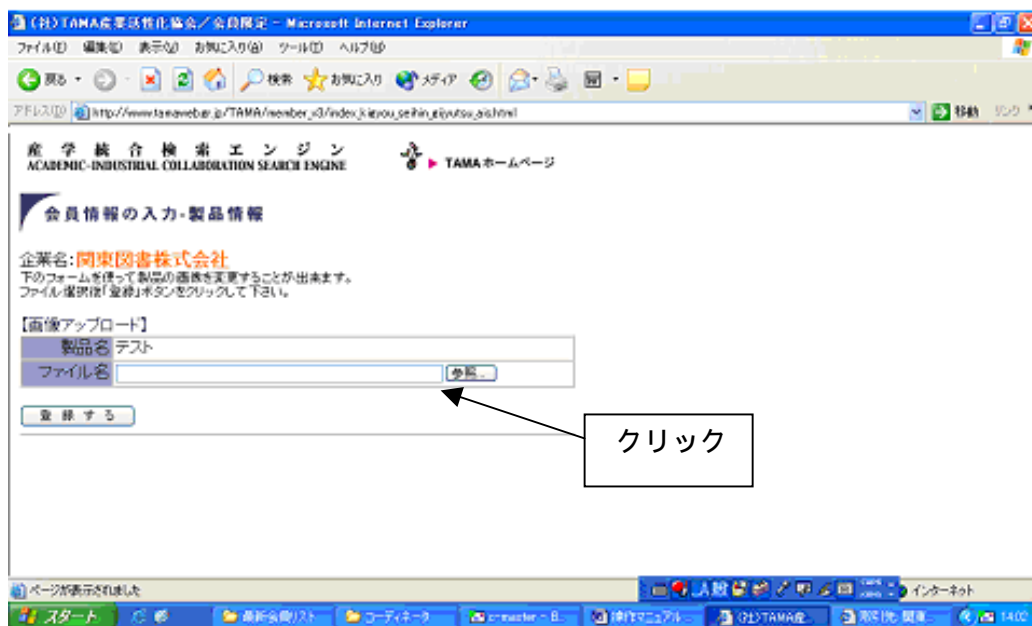 (社)TAMA産業活性化協会／会員限定 - Microsoft Internet Explorer
ファイル(F) 編集(E) 表示(V) お気に入り(A) ツール(T) ヘルプ(H)
戻る 検索 お気に入り メディア
アドレス(D) 移動 リンク
産学統合検索エンジン
ACADEMIC-INDUSTRIAL COLLABORATION SEARCH ENGINE
TAMAホームページ
会員情報の入力-製品情報
企業名:関東図書株式会社
下のフォームを使って製品の画像を変更することが出来ます。
ファイル選択後「登録」ボタンをクリックして下さい。
【画像アップロード】
製品名 テスト
ファイル名 参照...
登録する
クリック
ページが表示されました インターネット
スタート 最新会員リスト コーディネータ 操作マニュアル (社)TAMA産... 14:02